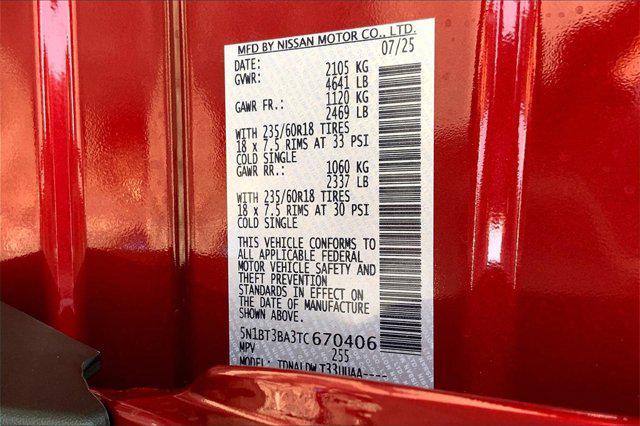 MFD BY NISSAN MOTOR CO., LTD.
DATE: 07/25
GVWR: 2105 KG
4641 LB
GAWR FR.: 1120 KG
2469 LB
WITH 235/60R18 TIRES
18 x 7.5 RIMS AT 33 PSI
COLD SINGLE
GAWR RR.: 1060 KG
2337 LB
WITH 235/60R18 TIRES
18 x 7.5 RIMS AT 30 PSI
COLD SINGLE
THIS VEHICLE CONFORMS TO
ALL APPLICABLE FEDERAL
MOTOR VEHICLE SAFETY AND
THEFT PREVENTION
STANDARDS IN EFFECT ON
THE DATE OF MANUFACTURE
SHOWN ABOVE.
5N1BT3BA3TC670406
MPV 255
MODEL: